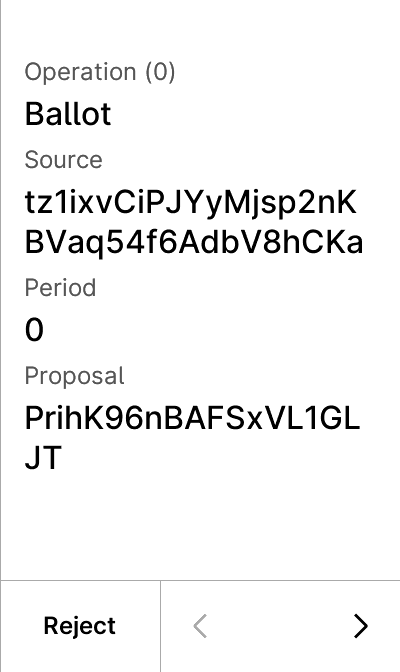 Operation (0)
Ballot
Source
tz1ixvCiPJYyMjsp2nK
BVaq54f6AdbV8hCKa
Period
0
Proposal
PrihK96nBAFSxVL1GL
JT
Reject